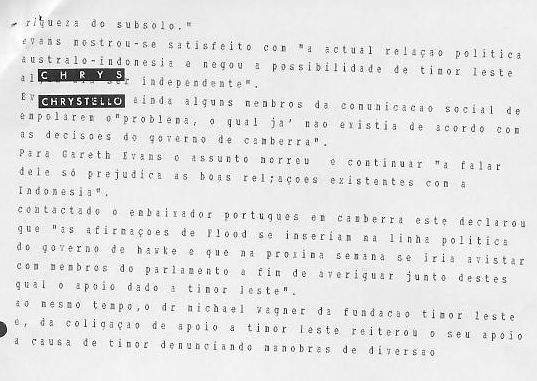 riqueza do subsolo."
evans mostrou-se satisfeito com "a actual relaçao politica
australo-indonesia e negou a possibilidade de timor leste
CHRYS
ser independente".
CHRYSTELLO ainda alguns membros da comunicacao social de
empolarem o"problema, o qual ja' nao existia de acordo com
as decisoes do governo de camberra".
Para Gareth Evans o assunto morreu e continuar "a falar
dele só prejudica as boas rel;açoes existentes com a
Indonesia".
contactado o embaixador portugues em camberra este declarou
que "as afirmaçoes de Flood se inseriam na linha politica
do governo de hawke e que na proxima semana se iria avistar
com membros do parlamento a fim de averiguar junto destes
qual o apoio dado a timor leste".
ao mesmo tempo,o dr michael wagner da fundacao timor leste
e, da coligaçao de apoio a timor leste reiterou o seu apoio
a causa de timor denunciando manobras de diversao